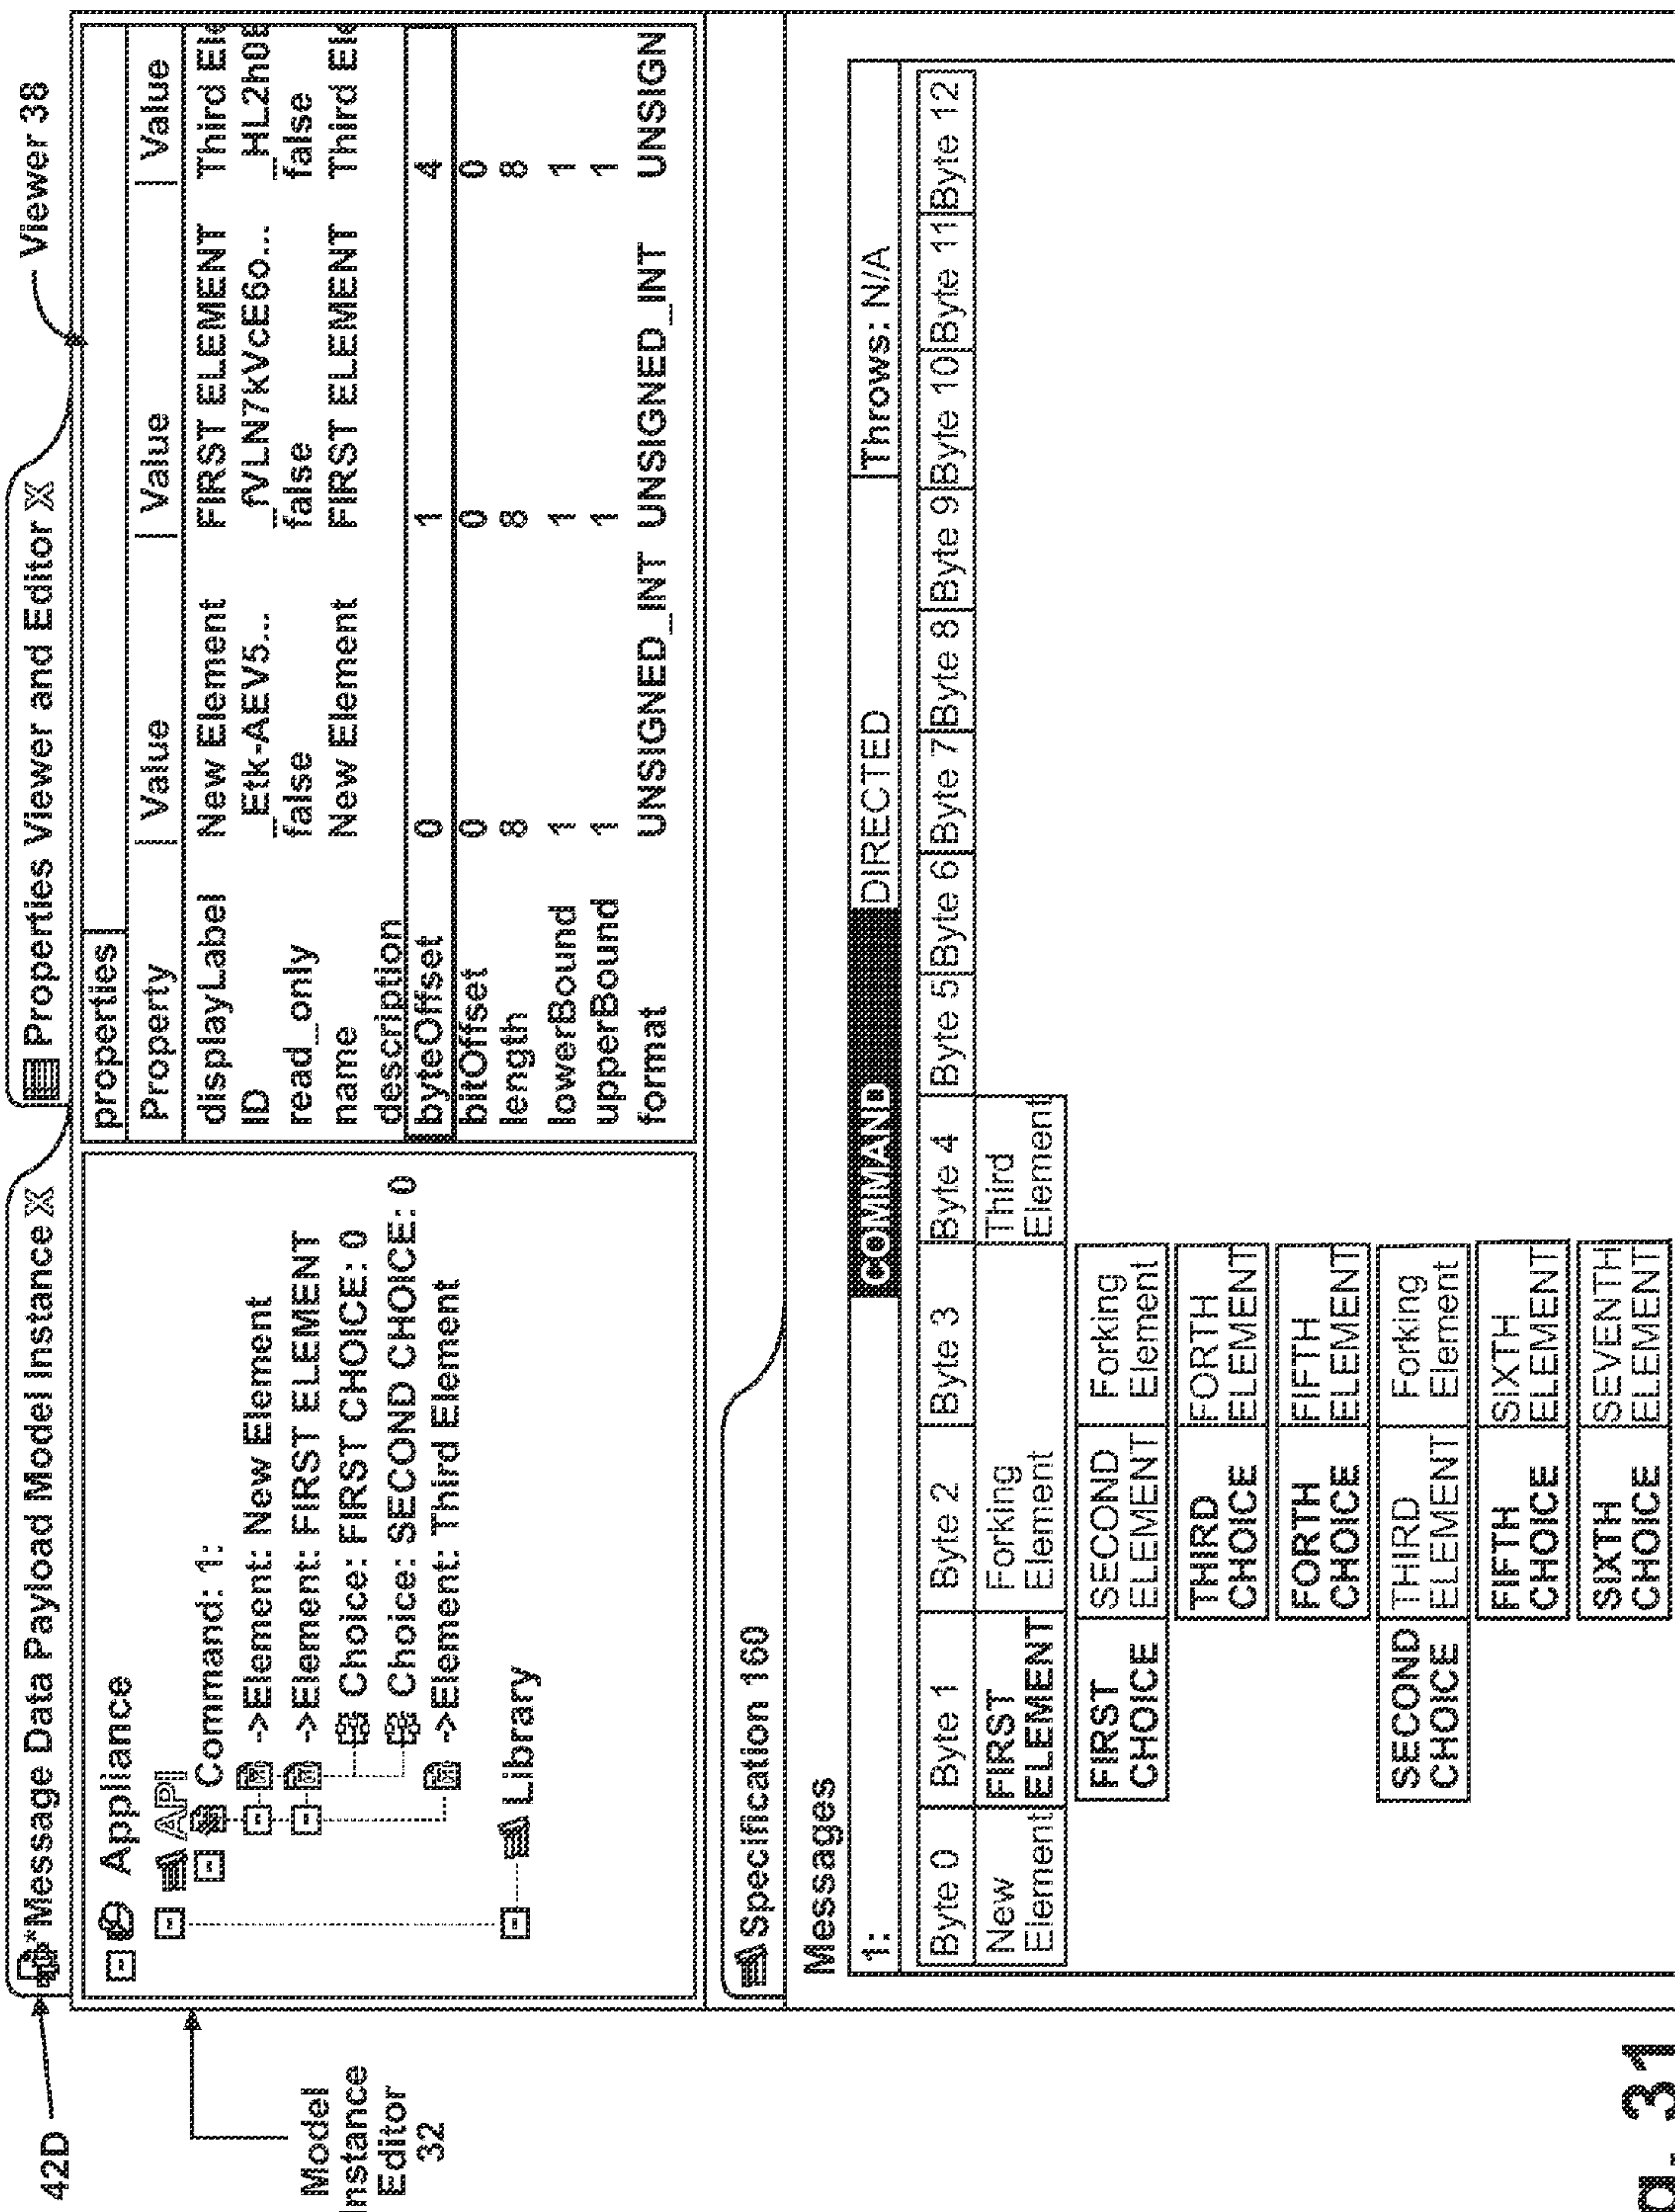 42D
*Message Data Payload Model Instance X
Properties Viewer and Editor X
Viewer 38
Model
Instance
Editor
32
Appliance
API
Command: 1:
->Element: New Element
->Element: FIRST ELEMENT
Choice: FIRST CHOICE: 0
Choice: SECOND CHOICE: 0
->Element: Third Element
Library
properties
Property | Value | Value | Value
displayLabel New Element FIRST ELEMENT Third Ele
ID _Etk-AEV5... _fVLN7kVcE6o... _HL2h08
read_only false false false
name New Element FIRST ELEMENT Third Ele
description
byteOffset 0 1 4
bitOffset 0 0 0
length 8 8 8
lowerBound 1 1 1
upperBound 1 1 1
format UNSIGNED_INT UNSIGNED_INT UNSIGN
Specification 160
Messages
1: COMMAND DIRECTED Throws: N/A
Byte 0 Byte 1 Byte 2 Byte 3 Byte 4 Byte 5 Byte 6 Byte 7 Byte 8 Byte 9 Byte 10 Byte 11 Byte 12
New FIRST Forking Third
Element ELEMENT Element Element
FIRST SECOND Forking
CHOICE ELEMENT Element
THIRD FORTH
CHOICE ELEMENT
FORTH FIFTH
CHOICE ELEMENT
SECOND THIRD Forking
CHOICE ELEMENT Element
FIFTH SIXTH
CHOICE ELEMENT
SIXTH SEVENTH
CHOICE ELEMENT
g. 31